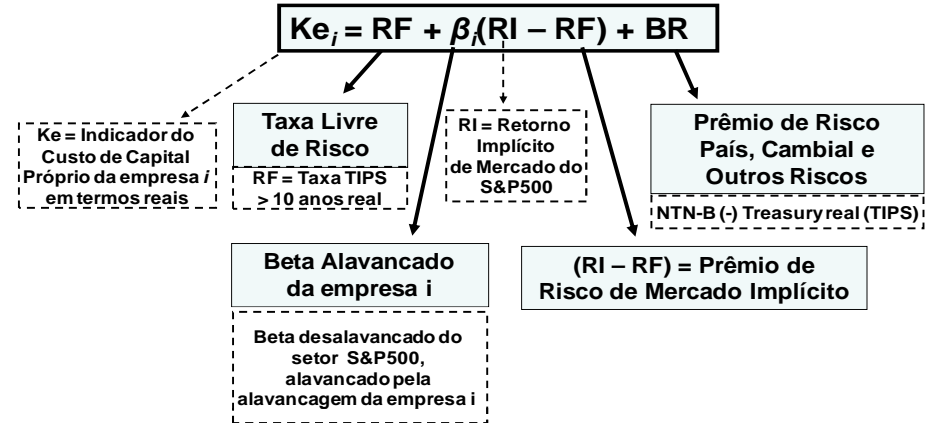 Keᵢ = RF + βᵢ(RI – RF) + BR
Ke = Indicador do
Custo de Capital
Próprio da empresa i
em termos reais
Taxa Livre
de Risco
RF = Taxa TIPS
> 10 anos real
RI = Retorno
Implícito
de Mercado do
S&P500
Prêmio de Risco
País, Cambial e
Outros Riscos
NTN-B (-) Treasury real (TIPS)
Beta Alavancado
da empresa i
Beta desalavancado do
setor S&P500,
alavancado pela
alavancagem da empresa i
(RI – RF) = Prêmio de
Risco de Mercado Implícito